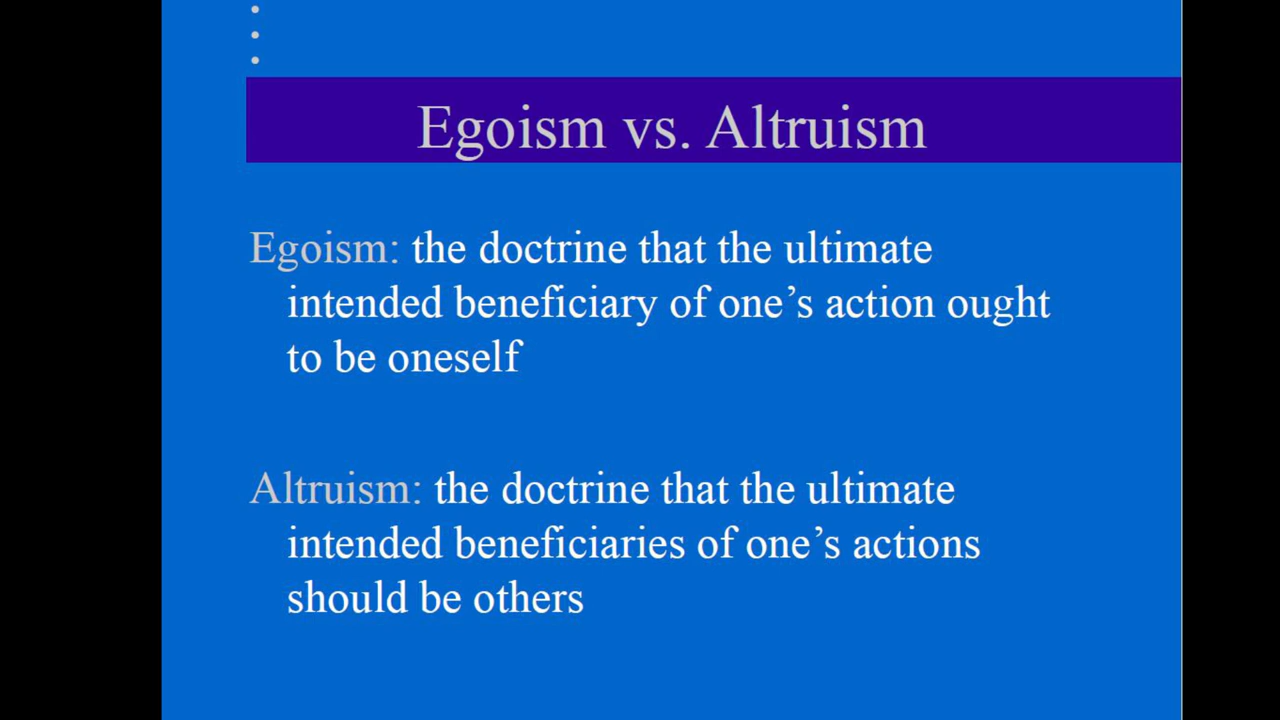 Egoism vs. Altruism
Egoism: the doctrine that the ultimate
intended beneficiary of one’s action ought
to be oneself
Altruism: the doctrine that the ultimate
intended beneficiaries of one’s actions
should be others